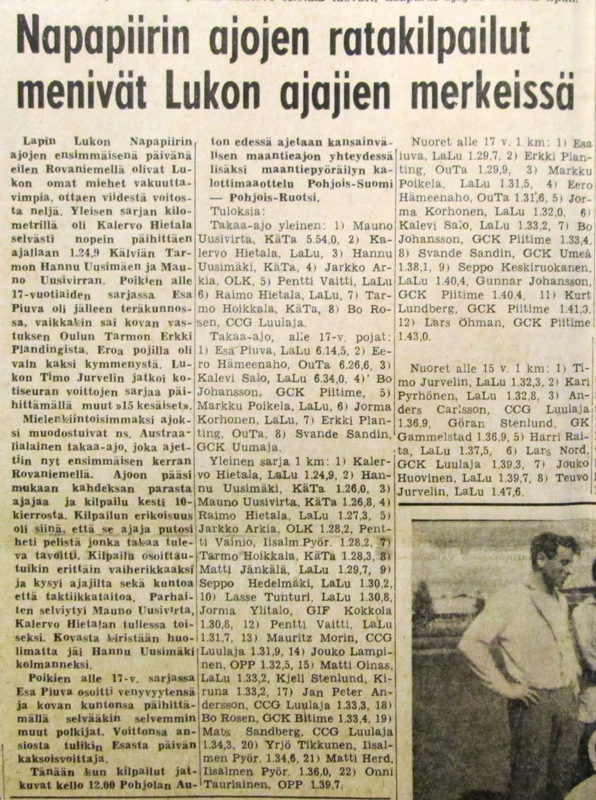 Napapiirin ajojen ratakilpailut
menivät Lukon ajajien merkeissä
Lapin Lukon Napapiirin
ajojen ensimmäisenä päivänä
eilen Rovaniemellä olivat Lu-
kon omat miehet vakuutta-
vimpia, ottaen viidestä voitos-
ta neljä. Yleisen sarjan kilo-
metrillä oli Kalervo Hietala
selvästi nopein päihittäen
ajallaan 1.24,9 Kälviän Tar-
mon Hannu Uusimäen ja Mau-
no Uusivirran. Poikien alle
17-vuotiaiden sarjassa Esa
Piuva oli jälleen teräkunnos-
sa, vaikkakin sai kovan vas-
tuksen Oulun Tarmon Erkki
Plandingista. Eroa pojilla oli
vain kaksi kymmenystä. Lu-
kon Timo Jurvelin jatkoi ko-
tiseuran voittojen sarjaa päi-
hittämällä muut »15 kesäiset».
Mielenkiintoisimmaksi ajok-
si muodostuivat ns. Austraa-
lialainen takaa-ajo, joka ajet-
tiin nyt ensimmäisen kerran
Rovaniemellä. Ajoon pääsi
mukaan kahdeksan parasta
ajajaa ja kilpailu kesti 10-
kierrosta. Kilpailun erikoisuus
oli siinä, että se ajaja putosi
heti pelistä jonka takaa tule-
va tavoitti. Kilpailu osoittau-
tuikin erittäin vaiherikkaaksi
ja kysyi ajajilta sekä kuntoa
että taktiikkataitoa. Parhai-
ten selviytyi Mauno Uusivirta,
Kalervo Hietalan tullessa toi-
seksi. Kovasta kiristään huo-
limatta jäi Hannu Uusimäki
kolmanneksi.
Poikien alle 17-v. sarjassa
Esa Piuva osoitti venyvyytensä
ja kovan kuntonsa päihittä-
mällä selvääkin selvemmin
muut polkijat. Voittonsa an-
siosta tulikin Esasta päivän
kaksoisvoittaja.
Tänään kun kilpailut jat-
kuvat kello 12.00 Pohjolan Au-
ton edessä ajetaan kansainvä-
lisen maantieajon yhteydessä
lisäksi maantiepyöräilyn ka-
lottimaaottelu Pohjois-Suomi
— Pohjois-Ruotsi.
Tuloksia:
Takaa-ajo yleinen: 1) Mauno
Uusivirta, KäTa 5.54,0, 2) Ka-
lervo Hietala, LaLu, 3) Hannu
Uusimäki, KäTa, 4) Jarkko Ar-
kia, OLK, 5) Pentti Vaitti, LaLu
6) Raimo Hietala, LaLu, 7) Tar-
mo Hoikkala, KäTa, 8) Bo Ro-
sen, CCG Luulaja.
Takaa-ajo, alle 17-v. pojat:
1) Esa Piuva, LaLu 6.14,5, 2) Ee-
ro Hämeenaho, OuTa 6.26,6, 3)
Kalevi Salo, LaLu 6.34,0, 4) Bo
Johansson, GCK Piitime, 5)
Markku Poikela, LaLu, 6) Jorma
Korhonen, LaLu, 7) Erkki Plan-
ting, OuTa, 8) Svande Sandin,
GCK Uumaja.
Yleinen sarja 1 km: 1) Kaler-
vo Hietala, LaLu 1.24,9, 2) Han-
nu Uusimäki, KäTa 1.26,0, 3)
Mauno Uusivirta, KäTa 1.26,8, 4)
Raimo Hietala, LaLu 1.27,3, 5)
Jarkko Arkia, OLK 1.28,2, Pent-
ti Vainio, Iisalm.Pyör. 1.28,2, 7)
Tarmo Hoikkala, KäTa 1.28,3, 8)
Matti Jänkälä, LaLu 1.29,7, 9)
Seppo Hedelmäki, LaLu 1.30,2,
10) Lasse Tunturi, LaLu 1.30,8,
Jorma Ylitalo, GIF Kokkola
1.30,8, 12) Pentti Vaitti, LaLu
1.31,7, 13) Mauritz Morin, CCG
Luulaja 1.31,9, 14) Jouko Lampi-
nen, OPP 1.32,5, 15) Matti Oinas,
LaLu 1.33,2, Kjell Stenlund, Ki-
runa 1.33,2, 17) Jan Peter An-
dersson, CCG Luulaja 1.33,3, 18)
Bo Rosen, GCK Bitime 1.33,4, 19)
Mats Sandberg, CCG Luulaja
1.34,3, 20) Yrjö Tikkunen, Iisal-
men Pyör. 1.34,6, 21) Matti Herd,
Iisalmen Pyör. 1.36,0, 22) Onni
Tauriainen, OPP 1.39,7.
Nuoret alle 17 v. 1 km: 1) Esa
iuva, LaLu 1.29,7, 2) Erkki Plan-
ting, OuTa 1.29,9, 3) Markku
Poikela, LaLu 1.31,5, 4) Eero
Hämeenaho, OuTa 1.31,6, 5) Jor-
ma Korhonen, LaLu 1.32,0, 6)
Kalevi Salo, LaLu 1.33,2, 7) Bo
Johansson, GCK Piitime 1.33,4,
8) Svande Sandin, GCK Umeå
1.38,1, 9) Seppo Keskiruokanen,
LaLu 1.40,4, Gunnar Johansson,
GCK Piitime 1.40,4, 11) Kurt
Lundberg, GCK Piitime 1.41,0,
12) Lars Öhman, GCK Piitime
1.43,0.
Nuoret alle 15 v. 1 km: 1) Ti-
mo Jurvelin, LaLu 1.32,3, 2) Kari
Pyrhönen, LaLu 1.32,8, 3) An-
ders Carlsson, CCG Luulaja
1.36,9, Göran Stenlund, GK
Gammelstad 1.36,9, 5) Harri Rai-
ta, LaLu 1.37,5, 6) Lars Nord,
GCK Luulaja 1.39,3, 7) Jouko
Huovinen, LaLu 1.39,7, 8) Teuvo
Jurvelin, LaLu 1.47,6.